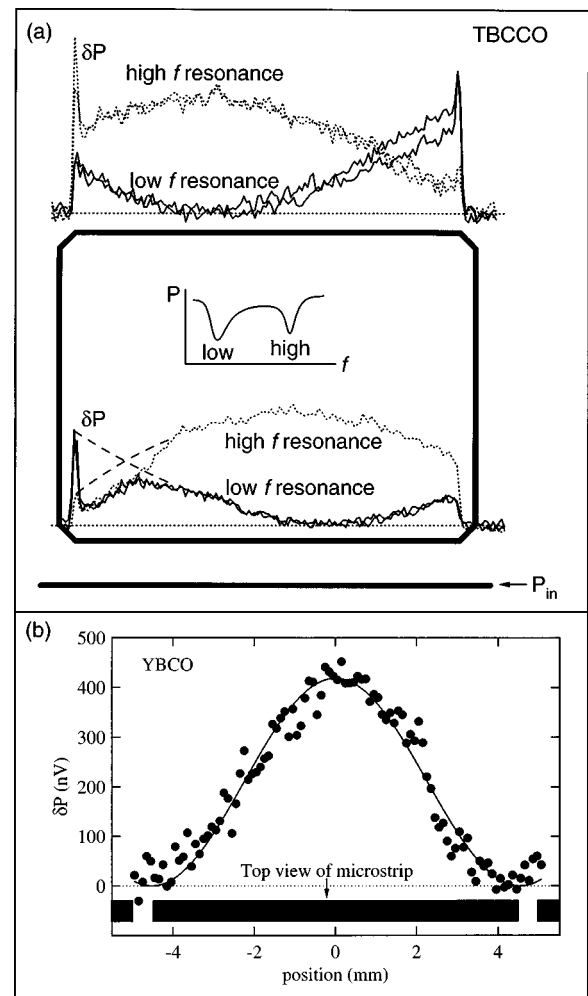 (a) TBCCO
δP
high f resonance
low f resonance
P
low high f
δP
high f resonance
low f resonance
P_in
(b)
500
YBCO
400
300
200
100
0
δP (nV)
Top view of microstrip
-4 -2 0 2 4
position (mm)